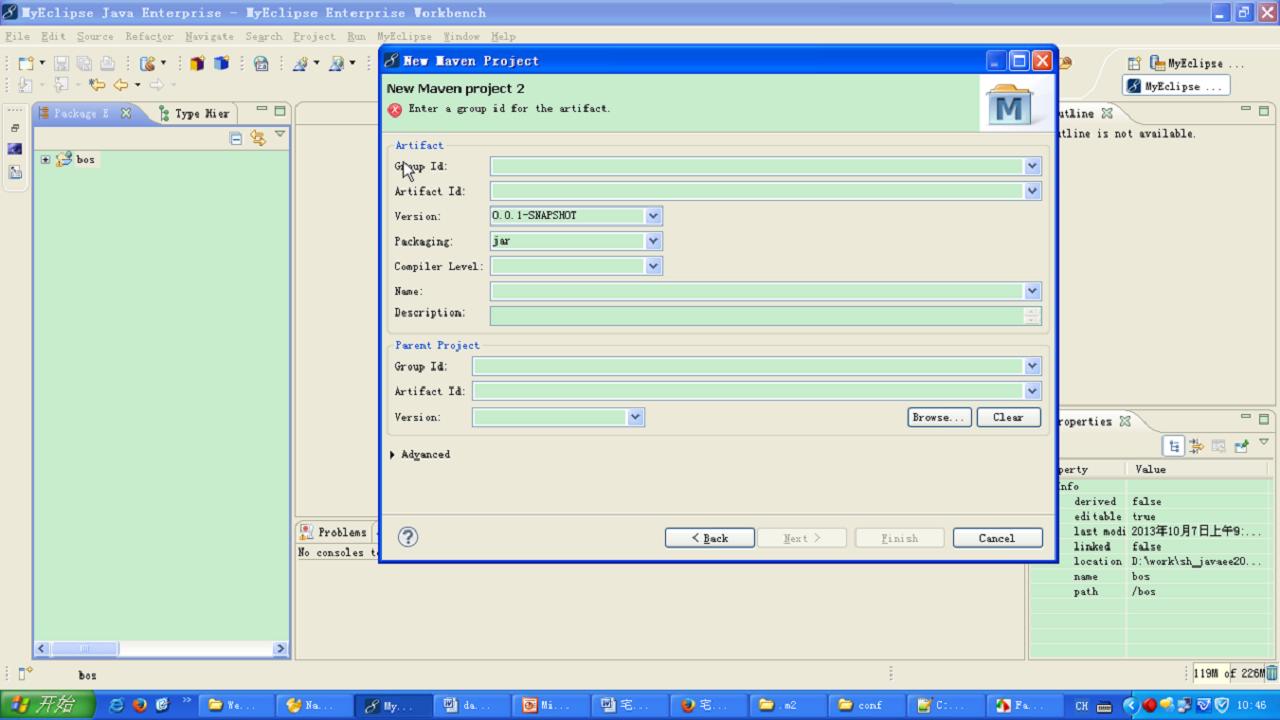 MyEclipse Java Enterprise - MyEclipse Enterprise Workbench
File Edit Source Refactor Navigate Search Project Run MyEclipse Window Help
New Maven Project
MyEclipse ...
MyEclipse ...
New Maven project 2
Enter a group id for the artifact.
Package E
Type Hier
bos
Artifact
Group Id:
Artifact Id:
Version: 0.0.1-SNAPSHOT
Packaging: jar
Compiler Level:
Name:
Description:
Parent Project
Group Id:
Artifact Id:
Version:
Browse... Clear
Advanced
< Back Next > Finish Cancel
utline
utline is not available.
roperties
perty Value
nfo
derived false
editable true
last modi 2013年10月7日上午9:...
linked false
location D:\work\sh_javaee20...
name bos
path /bos
Problems
No consoles t
bos
119M of 226M
开始 We... Na... My... da... Mi... 宅... 宅... .m2 conf C:... Fa... CH 10:46